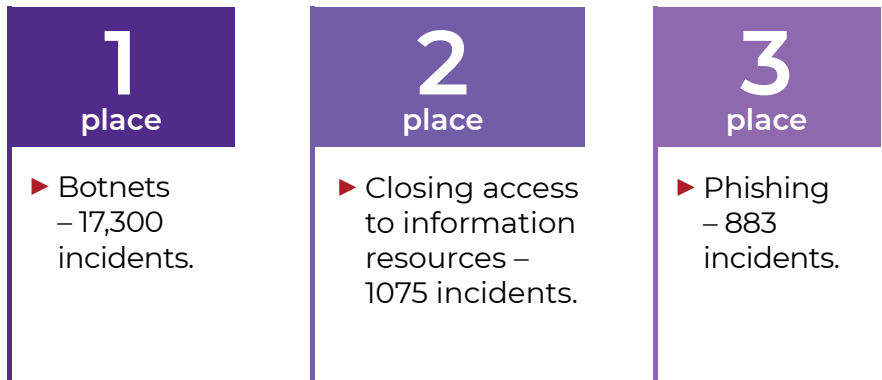 1
place
Botnets
– 17,300
incidents.
2
place
Closing access
to information
resources –
1075 incidents.
3
place
Phishing
– 883
incidents.